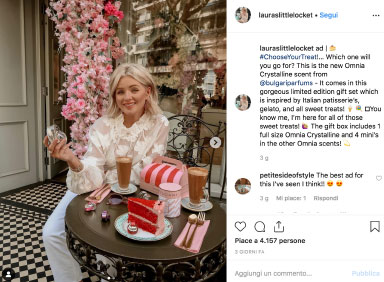 lauraslittlelocket • Segui
lauraslittlelocket ad | 🍮
#ChooseYourTreat!... Which one will
you go for? This is the new Omnia
Crystalline scent from
@bulgariparfums - It comes in this
gorgeous limited edition gift set which
is inspired by Italian patisserie's,
gelato, and all sweet treats! 🍦 You
know me, I'm here for all of those
sweet treats! The gift box includes 1
full size Omnia Crystalline and 4 mini's
in the other Omnia scents!
3 g
petitesideofstyle The best ad for
this I've seen I think!! 😍 😍
3 g Mi piace: 1 Rispondi
Piace a 4.157 persone
3 GIORNI FA
Aggiungi un commento...